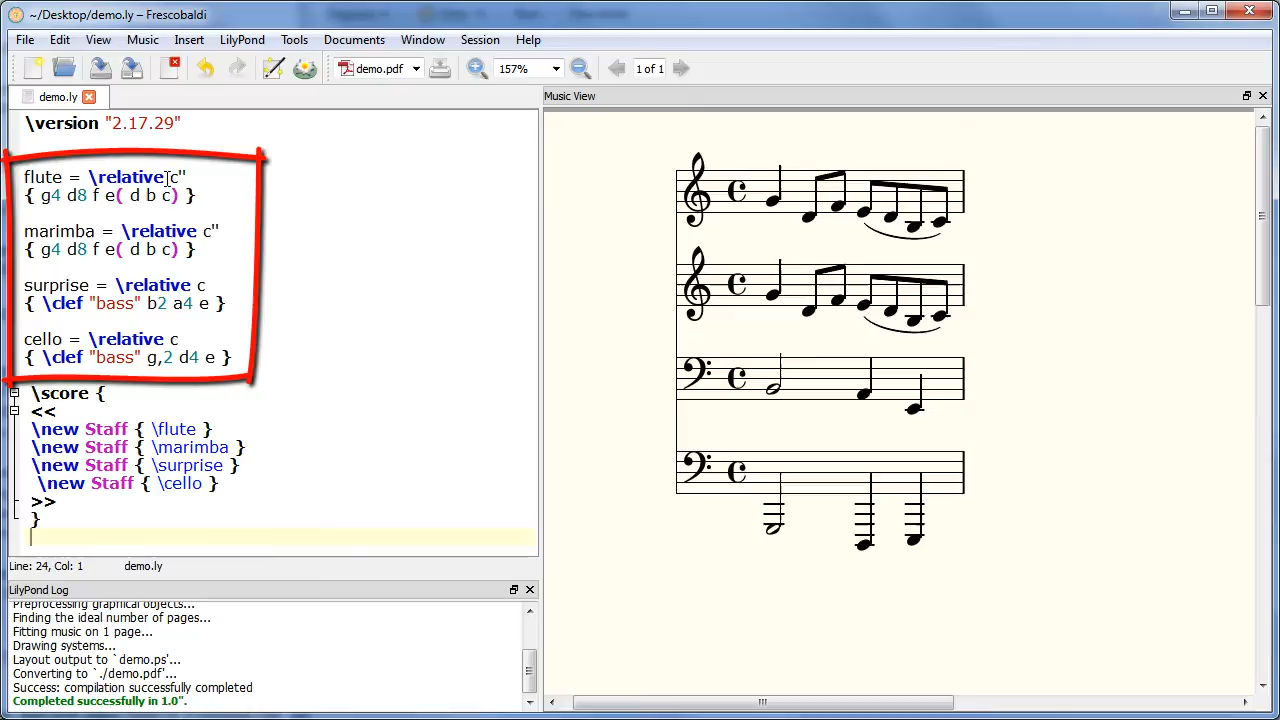 ~/Desktop/demo.ly – Frescobaldi
File Edit View Music Insert LilyPond Tools Documents Window Session Help
demo.pdf 157% 1 of 1
demo.ly
Music View
\version "2.17.29"
flute = \relative c''
{ g4 d8 f e( d b c) }
marimba = \relative c''
{ g4 d8 f e( d b c) }
surprise = \relative c
{ \clef "bass" b2 a4 e }
cello = \relative c
{ \clef "bass" g,2 d4 e }
\score {
<<
\new Staff { \flute }
\new Staff { \marimba }
\new Staff { \surprise }
\new Staff { \cello }
>>
}
Line: 24, Col: 1 demo.ly
LilyPond Log
Preprocessing graphical objects...
Finding the ideal number of pages...
Fitting music on 1 page...
Drawing systems...
Layout output to `demo.ps'...
Converting to `./demo.pdf'...
Success: compilation successfully completed
Completed successfully in 1.0".